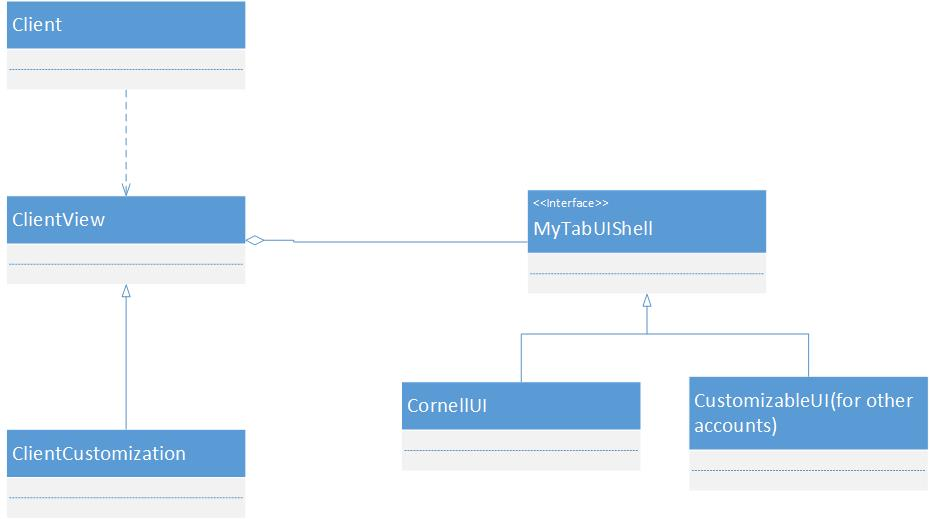 Client
ClientView
<<Interface>>
MyTabUIShell
CornellUI
CustomizableUI(for other
accounts)
ClientCustomization